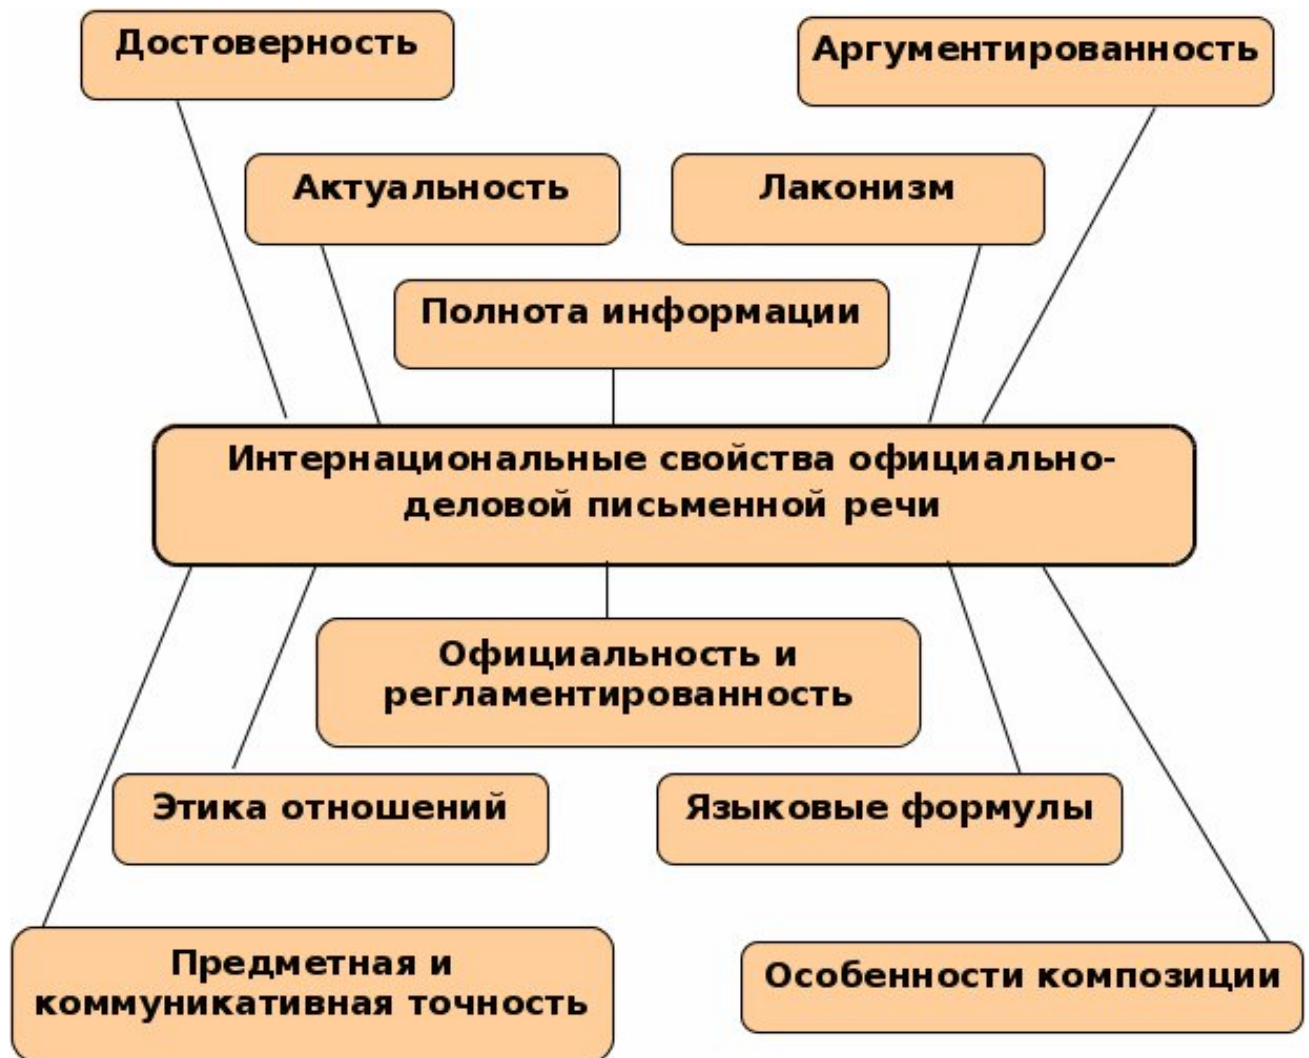 Достоверность
Аргументированность
Актуальность
Лаконизм
Полнота информации
Интернациональные свойства официально-
деловой письменной речи
Официальность и
регламентированность
Этика отношений
Языковые формулы
Предметная и
коммуникативная точность
Особенности композиции